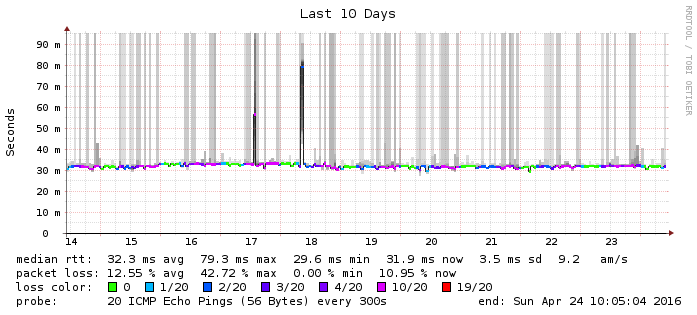 Last 10 Days
RRDTOOL / TOBI OETIKER
Seconds
90 m
80 m
70 m
60 m
50 m
40 m
30 m
20 m
10 m
0
14 15 16 17 18 19 20 21 22 23
median rtt: 32.3 ms avg 79.3 ms max 29.6 ms min 31.9 ms now 3.5 ms sd 9.2 am/s
packet loss: 12.55 % avg 42.72 % max 0.00 % min 10.95 % now
loss color: 0 1/20 2/20 3/20 4/20 10/20 19/20
probe: 20 ICMP Echo Pings (56 Bytes) every 300s end: Sun Apr 24 10:05:04 2016